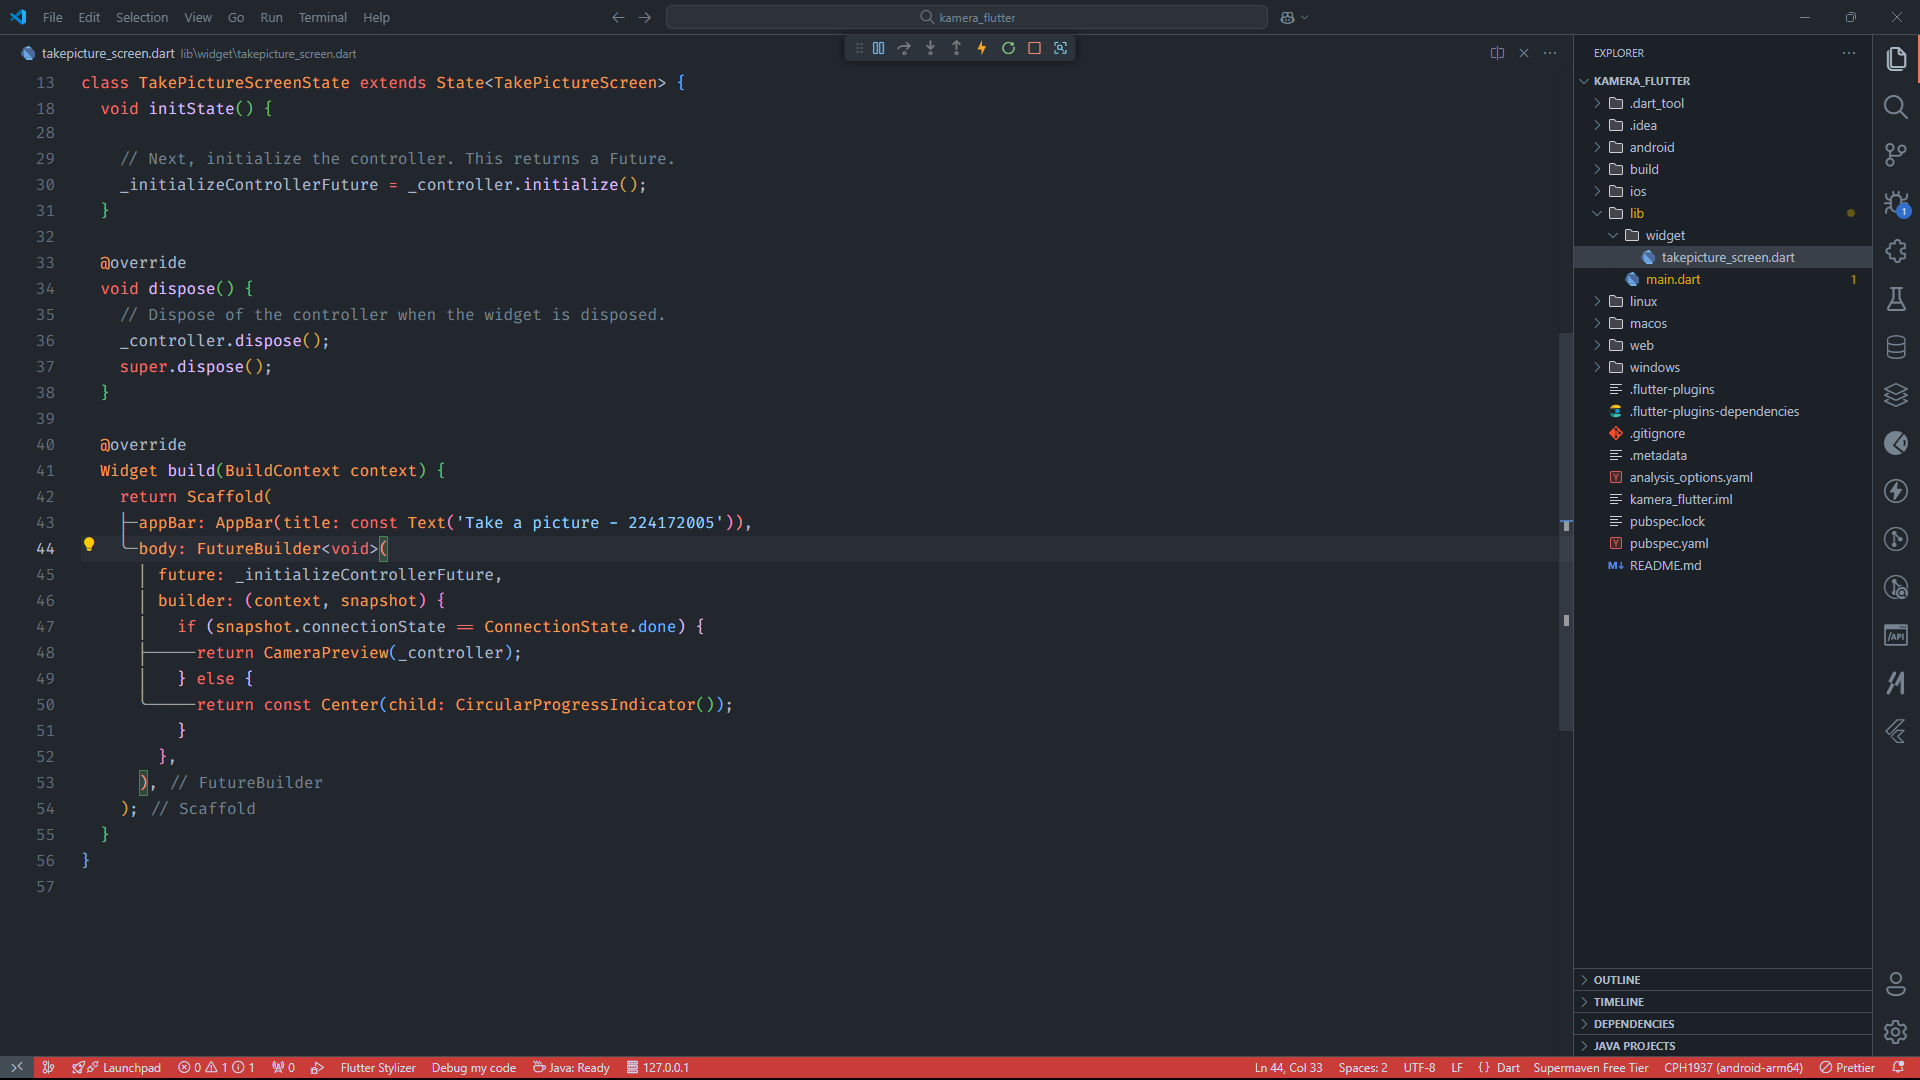 File Edit Selection View Go Run Terminal Help
kamera_flutter
takepicture_screen.dart lib\widget\takepicture_screen.dart
13 class TakePictureScreenState extends State<TakePictureScreen> {
18 void initState() {
28
29 // Next, initialize the controller. This returns a Future.
30 _initializeControllerFuture = _controller.initialize();
31 }
32
33 @override
34 void dispose() {
35 // Dispose of the controller when the widget is disposed.
36 _controller.dispose();
37 super.dispose();
38 }
39
40 @override
41 Widget build(BuildContext context) {
42 return Scaffold(
43 appBar: AppBar(title: const Text('Take a picture - 224172005')),
44 body: FutureBuilder<void>(
45 future: _initializeControllerFuture,
46 builder: (context, snapshot) {
47 if (snapshot.connectionState == ConnectionState.done) {
48 return CameraPreview(_controller);
49 } else {
50 return const Center(child: CircularProgressIndicator());
51 }
52 },
53 ), // FutureBuilder
54 ); // Scaffold
55 }
56 }
57
EXPLORER
KAMERA_FLUTTER
.dart_tool
.idea
android
build
ios
lib
widget
takepicture_screen.dart
main.dart 1
linux
macos
web
windows
.flutter-plugins
.flutter-plugins-dependencies
.gitignore
.metadata
analysis_options.yaml
kamera_flutter.iml
pubspec.lock
pubspec.yaml
README.md
OUTLINE
TIMELINE
DEPENDENCIES
JAVA PROJECTS
1
/API
Launchpad 0 1 1 0 Flutter Stylizer Debug my code Java: Ready 127.0.0.1 Ln 44, Col 33 Spaces: 2 UTF-8 LF {} Dart Supermaven Free Tier CPH1937 (android-arm64) Prettier